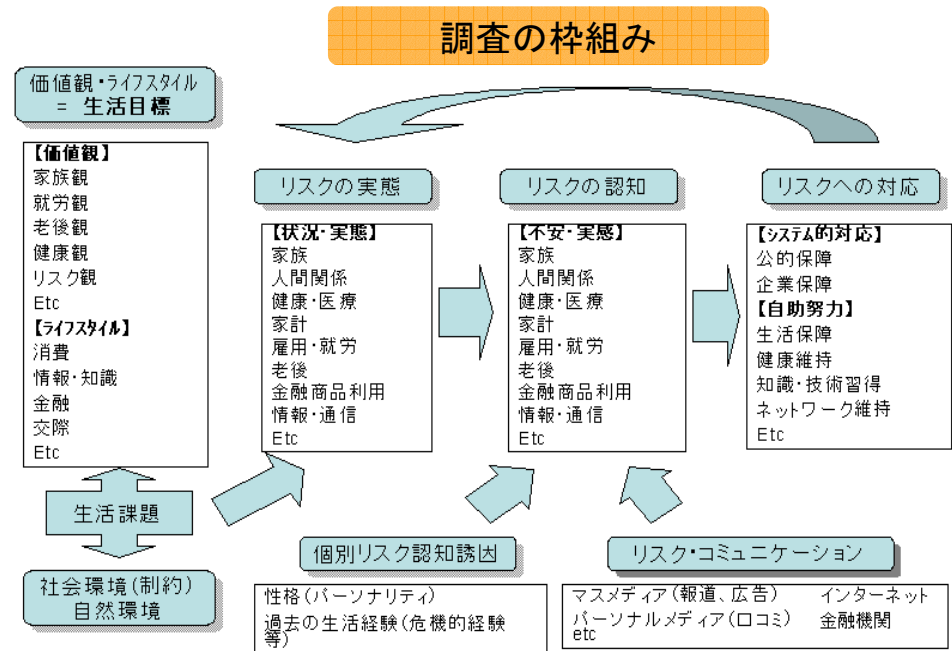 調査の枠組み
価値観・ライフスタイル
= 生活目標
【価値観】
家族観
就労観
老後観
健康観
リスク観
Etc
【ライフスタイル】
消費
情報・知識
金融
交際
Etc
生活課題
社会環境(制約)
自然環境
リスクの実態
【状況・実態】
家族
人間関係
健康・医療
家計
雇用・就労
老後
金融商品利用
情報・通信
Etc
リスクの認知
【不安・実感】
家族
人間関係
健康・医療
家計
雇用・就労
老後
金融商品利用
情報・通信
Etc
リスクへの対応
【システム的対応】
公的保障
企業保障
【自助努力】
生活保障
健康維持
知識・技術習得
ネットワーク維持
Etc
個別リスク認知誘因
性格(パーソナリティ)
過去の生活経験(危機的経験
等)
リスク・コミュニケーション
マスメディア(報道、広告) インターネット
パーソナルメディア(口コミ) 金融機関
etc